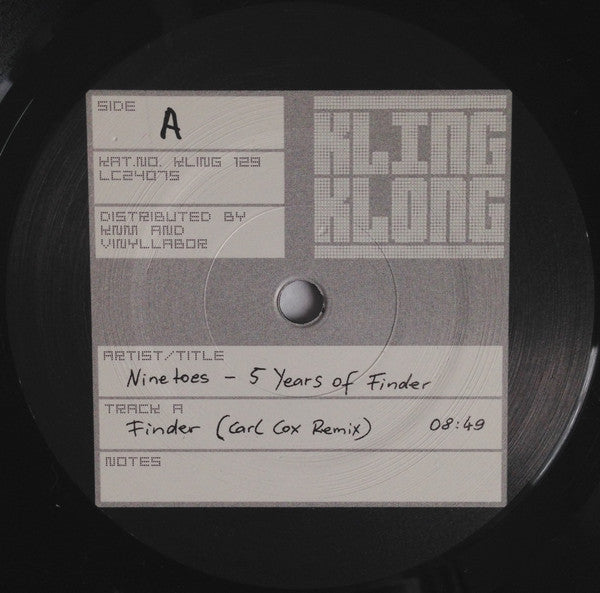 SIDE
A
KAT.NO. KLING 129
LC24075
DISTRIBUTED BY
KNM AND
VINYLLABOR
KLING
KLONG
ARTIST/TITLE
Ninetoes - 5 Years of Finder
TRACK A
Finder (Carl Cox Remix) 08:49
NOTES